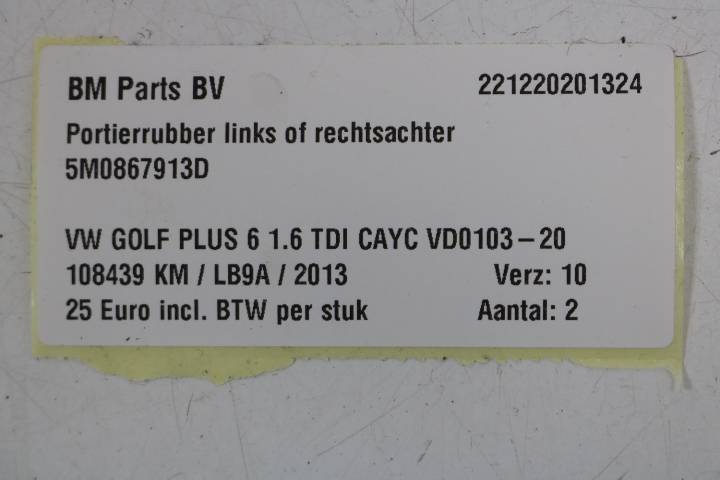 BM Parts BV 221220201324
Portierrubber links of rechtsachter
5M0867913D
VW GOLF PLUS 6 1.6 TDI CAYC VD0103-20
108439 KM / LB9A / 2013 Verz: 10
25 Euro incl. BTW per stuk Aantal: 2